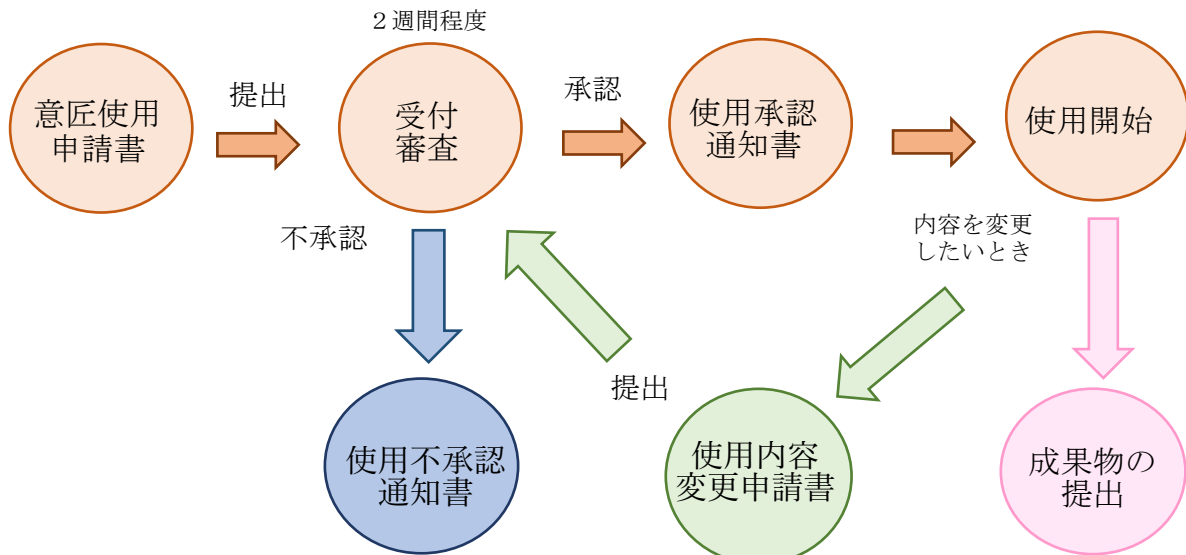 ２週間程度
意匠使用
申請書
提出
受付
審査
承認
使用承認
通知書
使用開始
不承認
内容を変更
したいとき
提出
使用不承認
通知書
使用内容
変更申請書
成果物の
提出